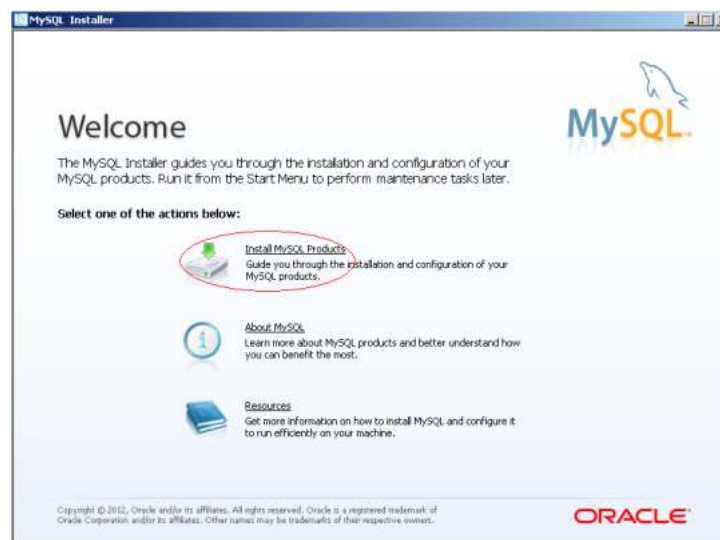 MySQL Installer
MySQL
Welcome
The MySQL Installer guides you through the installation and configuration of your
MySQL products. Run it from the Start Menu to perform maintenance tasks later.
Select one of the actions below:
Install MySQL Products
Guide you through the installation and configuration of your
MySQL products.
About MySQL
Learn more about MySQL products and better understand how
you can benefit the most.
Resources
Get more information on how to install MySQL and configure it
to run efficiently on your machine.
Copyright © 2012, Oracle and/or its affiliates. All rights reserved. Oracle is a registered trademark of
Oracle Corporation and/or its affiliates. Other names may be trademarks of their respective owners.
ORACLE